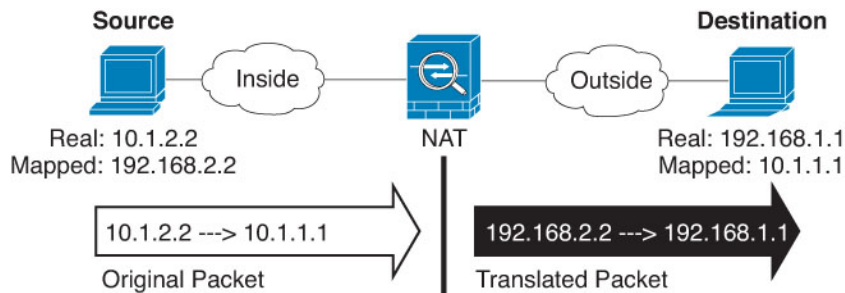 Source
Destination
Inside
Outside
Real: 10.1.2.2
Mapped: 192.168.2.2
NAT
Real: 192.168.1.1
Mapped: 10.1.1.1
10.1.2.2 ---> 10.1.1.1
192.168.2.2 ---> 192.168.1.1
Original Packet
Translated Packet